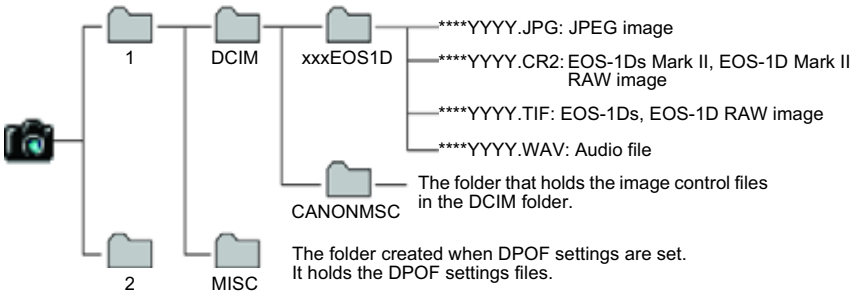 ****YYYY.JPG: JPEG image
1
DCIM
xxxEOS1D
****YYYY.CR2: EOS-1Ds Mark II, EOS-1D Mark II
RAW image
****YYYY.TIF: EOS-1Ds, EOS-1D RAW image
****YYYY.WAV: Audio file
The folder that holds the image control files
in the DCIM folder.
CANONMSC
The folder created when DPOF settings are set.
It holds the DPOF settings files.
2
MISC